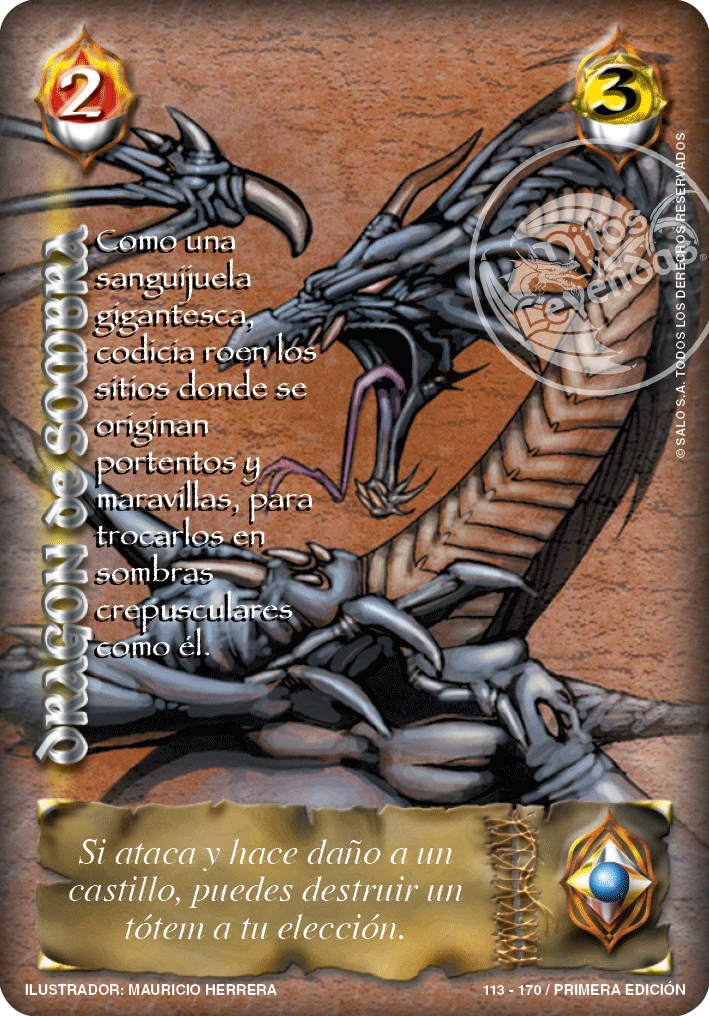 2
3
DRAGON de SOMBRA
Como una
sanguijuela
gigantesca,
codicia roen los
sitios donde se
originan
portentos y
maravillas, para
trocarlos en
sombras
crepusculares
como él.
Mitos
y Leyendas
®
© SALO S.A. TODOS LOS DERECHOS RESERVADOS
Si ataca y hace daño a un
castillo, puedes destruir un
tótem a tu elección.
ILUSTRADOR: MAURICIO HERRERA
113 - 170 / PRIMERA EDICIÓN